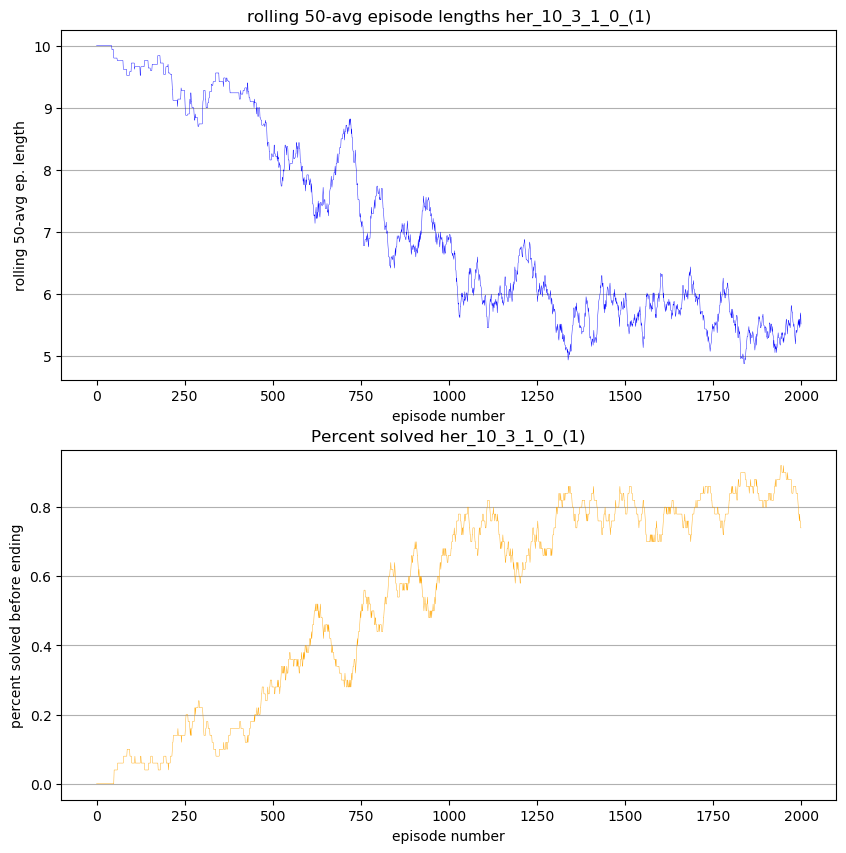 rolling 50-avg episode lengths her_10_3_1_0_(1)
rolling 50-avg ep. length
10
9
8
7
6
5
0 250 500 750 1000 1250 1500 1750 2000
episode number
Percent solved her_10_3_1_0_(1)
percent solved before ending
0.8
0.6
0.4
0.2
0.0
0 250 500 750 1000 1250 1500 1750 2000
episode number